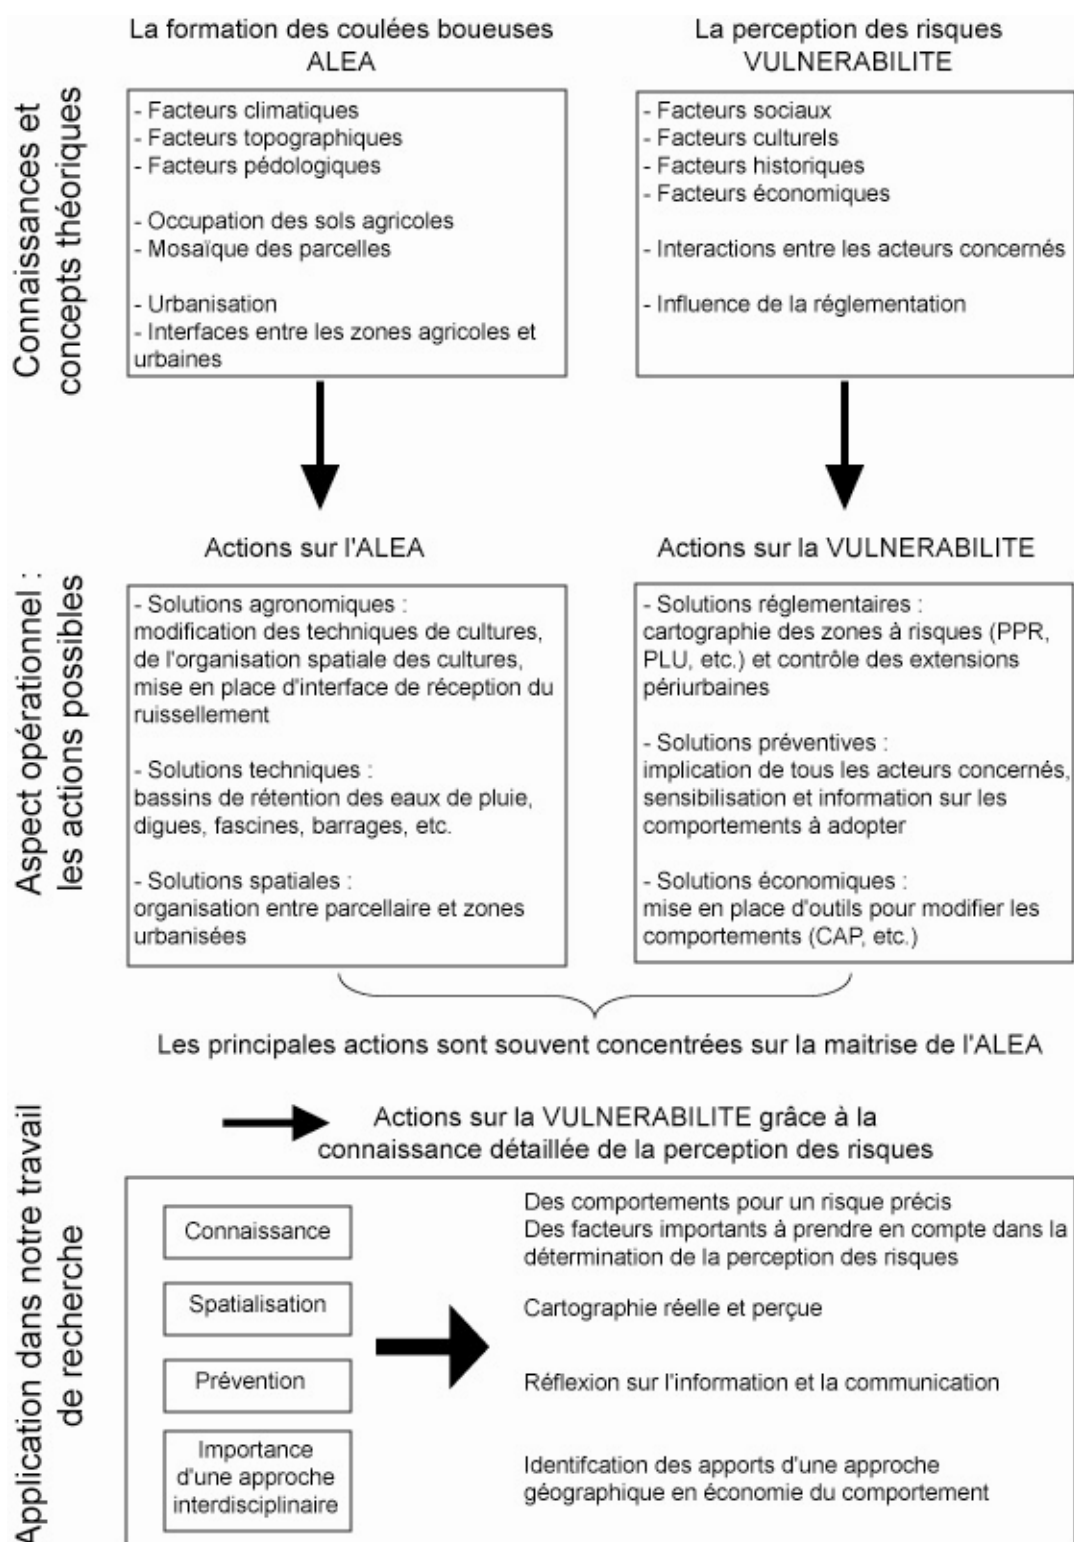 La formation des coulées boueuses
ALEA
La perception des risques
VULNERABILITE
Connaissances et
concepts théoriques
- Facteurs climatiques
- Facteurs topographiques
- Facteurs pédologiques
- Occupation des sols agricoles
- Mosaïque des parcelles
- Urbanisation
- Interfaces entre les zones agricoles et
urbaines
- Facteurs sociaux
- Facteurs culturels
- Facteurs historiques
- Facteurs économiques
- Interactions entre les acteurs concernés
- Influence de la réglementation
Aspect opérationnel :
les actions possibles
Actions sur l'ALEA
- Solutions agronomiques :
modification des techniques de cultures,
de l'organisation spatiale des cultures,
mise en place d'interface de réception du
ruissellement
- Solutions techniques :
bassins de rétention des eaux de pluie,
digues, fascines, barrages, etc.
- Solutions spatiales :
organisation entre parcellaire et zones
urbanisées
Actions sur la VULNERABILITE
- Solutions réglementaires :
cartographie des zones à risques (PPR,
PLU, etc.) et contrôle des extensions
périurbaines
- Solutions préventives :
implication de tous les acteurs concernés,
sensibilisation et information sur les
comportements à adopter
- Solutions économiques :
mise en place d'outils pour modifier les
comportements (CAP, etc.)
Les principales actions sont souvent concentrées sur la maitrise de l'ALEA
Application dans notre travail
de recherche
Actions sur la VULNERABILITE grâce à la
connaissance détaillée de la perception des risques
Connaissance
Des comportements pour un risque précis
Des facteurs importants à prendre en compte dans la
détermination de la perception des risques
Spatialisation
Cartographie réelle et perçue
Prévention
Réflexion sur l'information et la communication
Importance
d'une approche
interdisciplinaire
Identifcation des apports d'une approche
géographique en économie du comportement